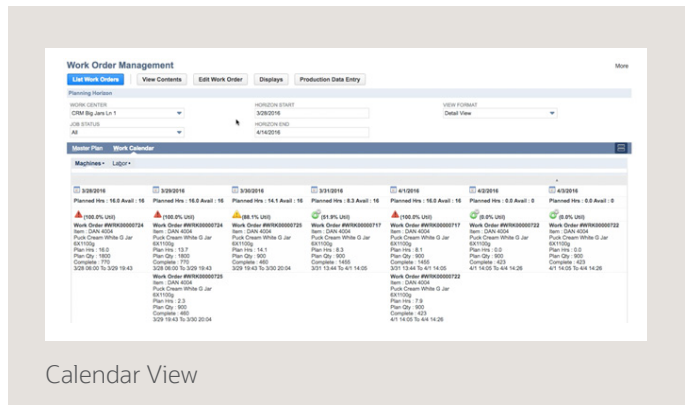 Work Order Management
More
List Work Orders View Contents Edit Work Order Displays Production Data Entry
Planning Horizon
WORK CENTER HORIZON START VIEW FORMAT
CRM Big Jars Ln 1 3/28/2016 Detail View
JOB STATUS HORIZON END
All 4/14/2016
Master Plan Work Calendar
Machines Labor
3/28/2016 3/29/2016 3/30/2016 3/31/2016 4/1/2016 4/2/2016 4/3/2016
Planned Hrs : 16.0 Avail : 16 Planned Hrs : 16.0 Avail : 16 Planned Hrs : 14.1 Avail : 16 Planned Hrs : 8.3 Avail : 16 Planned Hrs : 16.0 Avail : 16 Planned Hrs : 0.0 Avail : 0 Planned Hrs : 0.0 Avail : 0
(100.0% Util) (100.0% Util) (88.1% Util) (51.9% Util) (100.0% Util) (0.0% Util) (0.0% Util)
Work Order #WRK00000724 Work Order #WRK00000724 Work Order #WRK00000725 Work Order #WRK00000717 Work Order #WRK00000717 Work Order #WRK00000722 Work Order #WRK00000722
Item : DAN 4004 Item : DAN 4004 Item : DAN 4004 Item : DAN 4004 Item : DAN 4004 Item : DAN 4004 Item : DAN 4004
Puck Cream White G Jar Puck Cream White G Jar Puck Cream White G Jar Puck Cream White G Jar Puck Cream White G Jar Puck Cream White G Jar Puck Cream White G Jar
6X1100g 6X1100g 6X1100g 6X1100g 6X1100g 6X1100g 6X1100g
Plan Hrs : 16.0 Plan Hrs : 13.7 Plan Hrs : 14.1 Plan Hrs : 8.3 Plan Hrs : 8.1 Plan Hrs : 0.0 Plan Hrs : 0.0
Plan Qty : 1800 Plan Qty : 1800 Plan Qty : 900 Plan Qty : 900 Plan Qty : 900 Plan Qty : 900 Plan Qty : 900
Complete : 770 Complete : 770 Complete : 460 Complete : 1455 Complete : 1455 Complete : 423 Complete : 423
3/28 06:00 To 3/29 19:43 3/28 06:00 To 3/29 19:43 3/29 19:43 To 3/30 20:04 3/31 13:44 To 4/1 14:05 3/31 13:44 To 4/1 14:05 4/1 14:05 To 4/4 14:26 4/1 14:05 To 4/4 14:26
Work Order #WRK00000725 Work Order #WRK00000722
Item : DAN 4004 Item : DAN 4004
Puck Cream White G Jar Puck Cream White G Jar
6X1100g 6X1100g
Plan Hrs : 2.3 Plan Hrs : 7.9
Plan Qty : 900 Plan Qty : 900
Complete : 460 Complete : 423
3/29 19:43 To 3/30 20:04 4/1 14:05 To 4/4 14:26
Calendar View